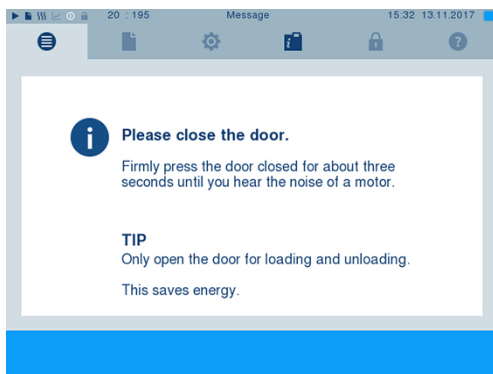 20 : 195 Message 15:32 13.11.2017
Please close the door.
Firmly press the door closed for about three
seconds until you hear the noise of a motor.
TIP
Only open the door for loading and unloading.
This saves energy.